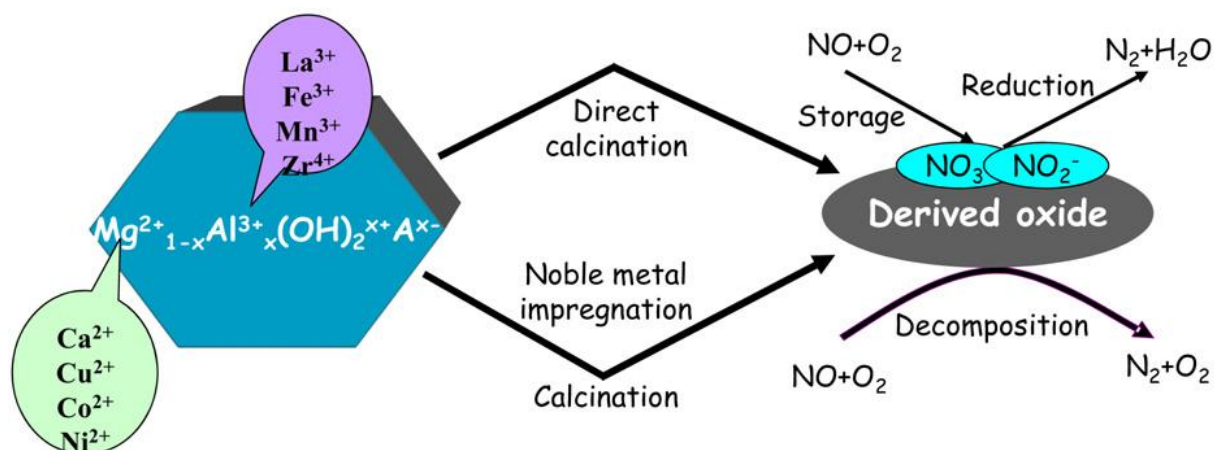 La³⁺
Fe³⁺
Mn³⁺
Zr⁴⁺
Mg²⁺₁₋ₓAl³⁺ₓ(OH)₂ˣ⁺Aˣ⁻
Ca²⁺
Cu²⁺
Co²⁺
Ni²⁺
Direct
calcination
Noble metal
impregnation
Calcination
NO+O₂
N₂+H₂O
Storage
Reduction
NO₃
NO₂⁻
Derived oxide
Decomposition
NO+O₂
N₂+O₂